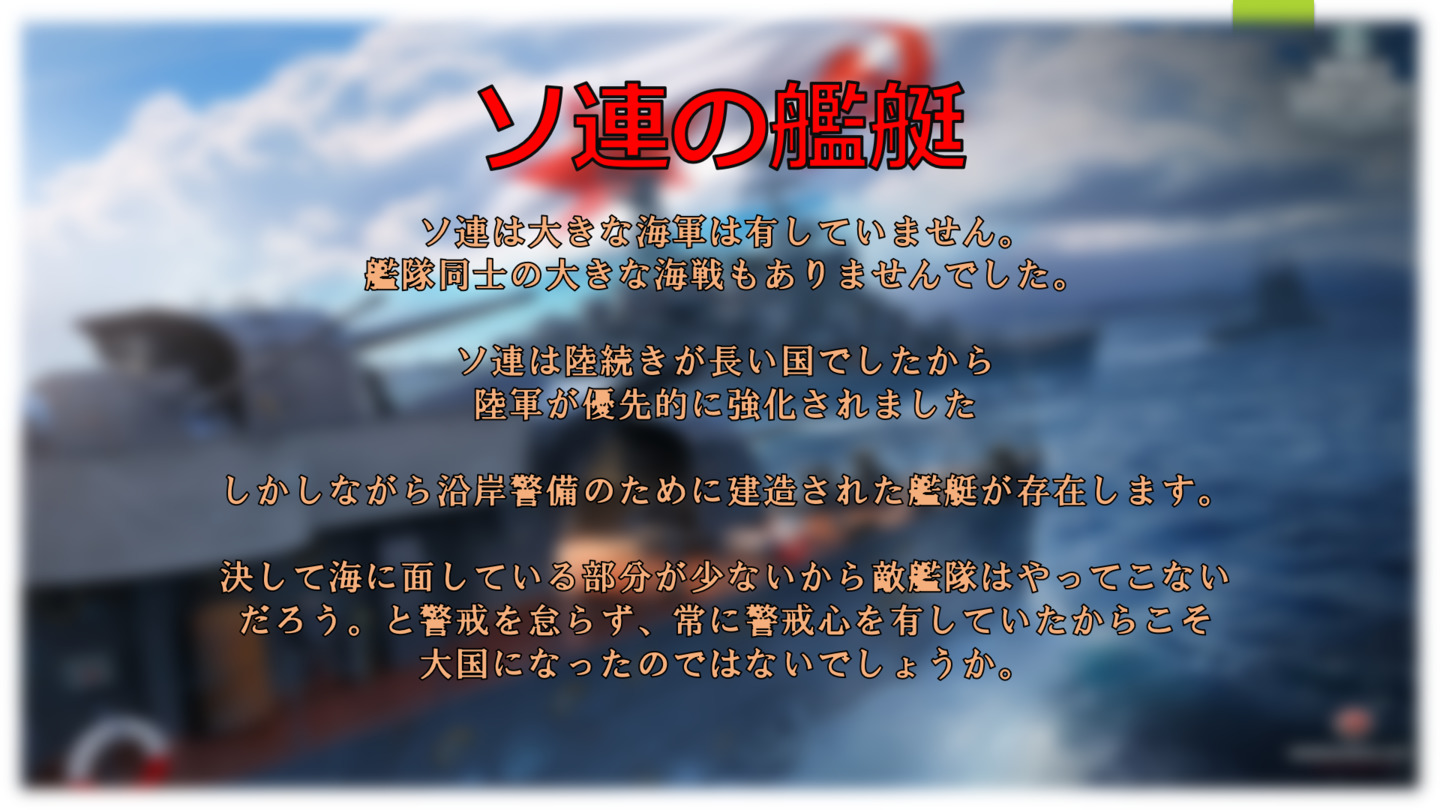 ソ連の艦艇
ソ連は大きな海軍は有していません。
艦隊同士の大きな海戦もありませんでした。
ソ連は陸続きが長い国でしたから
陸軍が優先的に強化されました
しかしながら沿岸警備のために建造された艦艇が存在します。
決して海に面している部分が少ないから敵艦隊はやってこない
だろう。と警戒を怠らず、常に警戒心を有していたからこそ
大国になったのではないでしょうか。